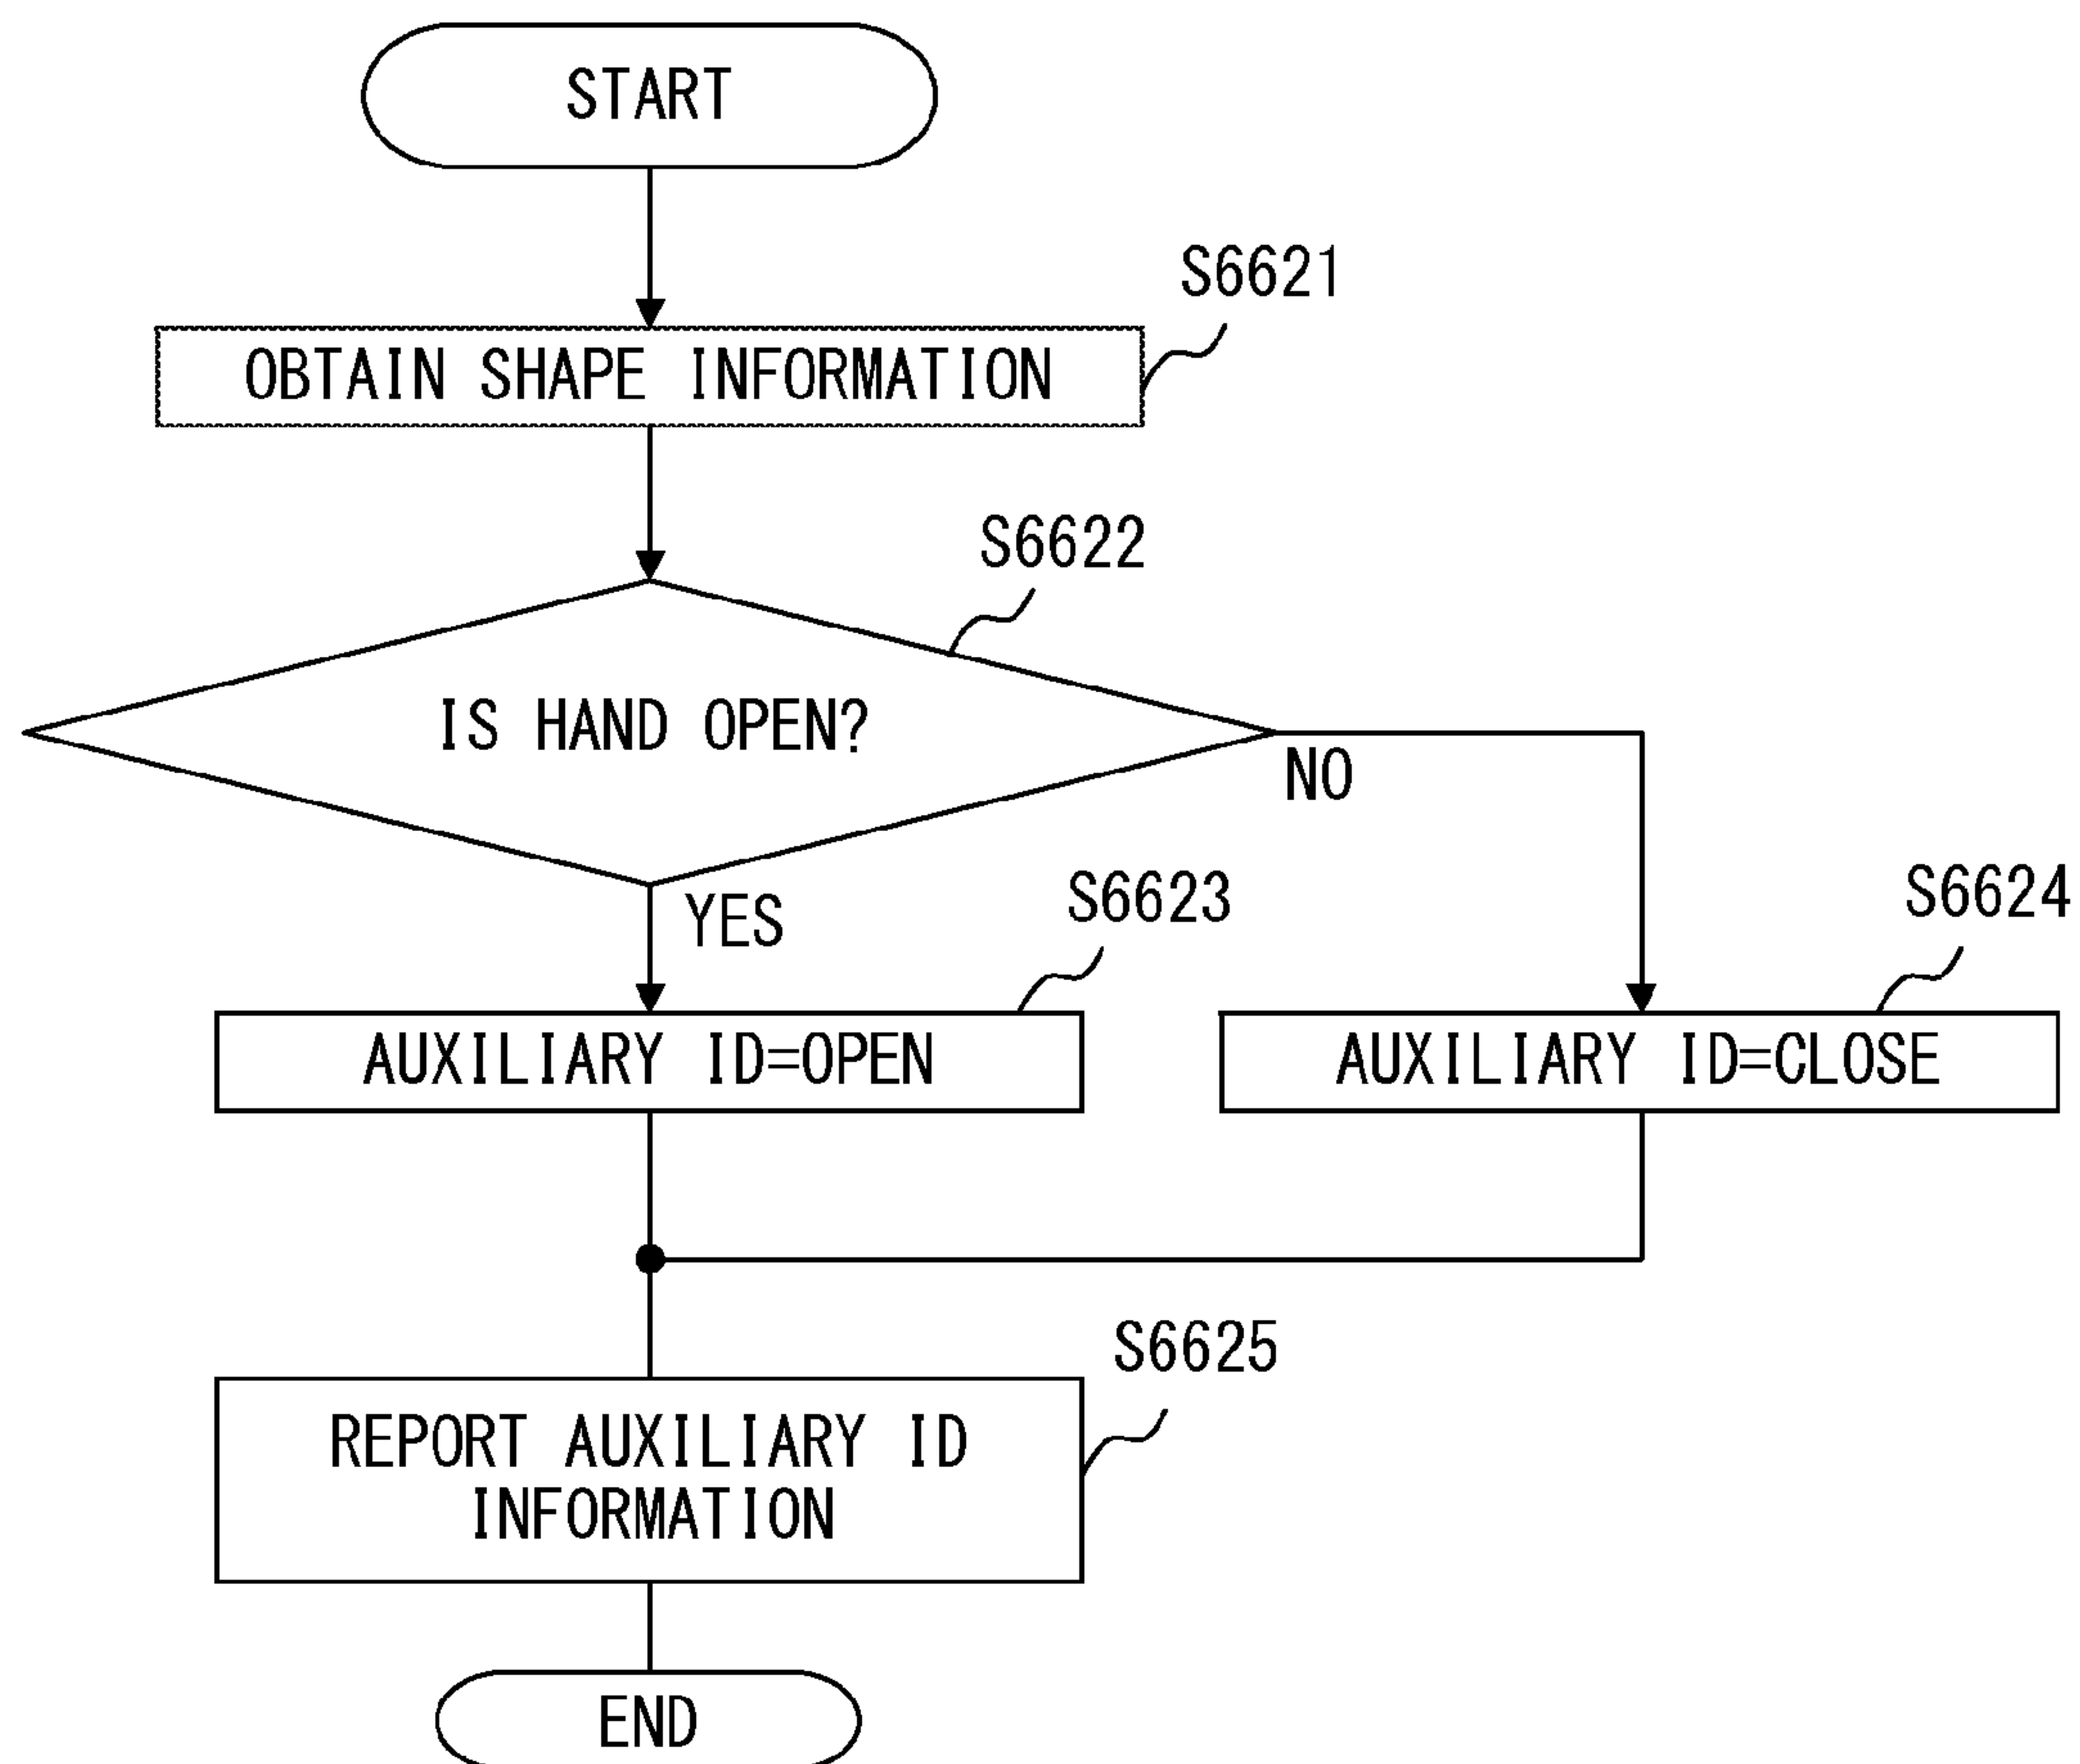 START
S6621
OBTAIN SHAPE INFORMATION
S6622
IS HAND OPEN?
NO
YES
S6623
S6624
AUXILIARY ID=OPEN
AUXILIARY ID=CLOSE
S6625
REPORT AUXILIARY ID
INFORMATION
END